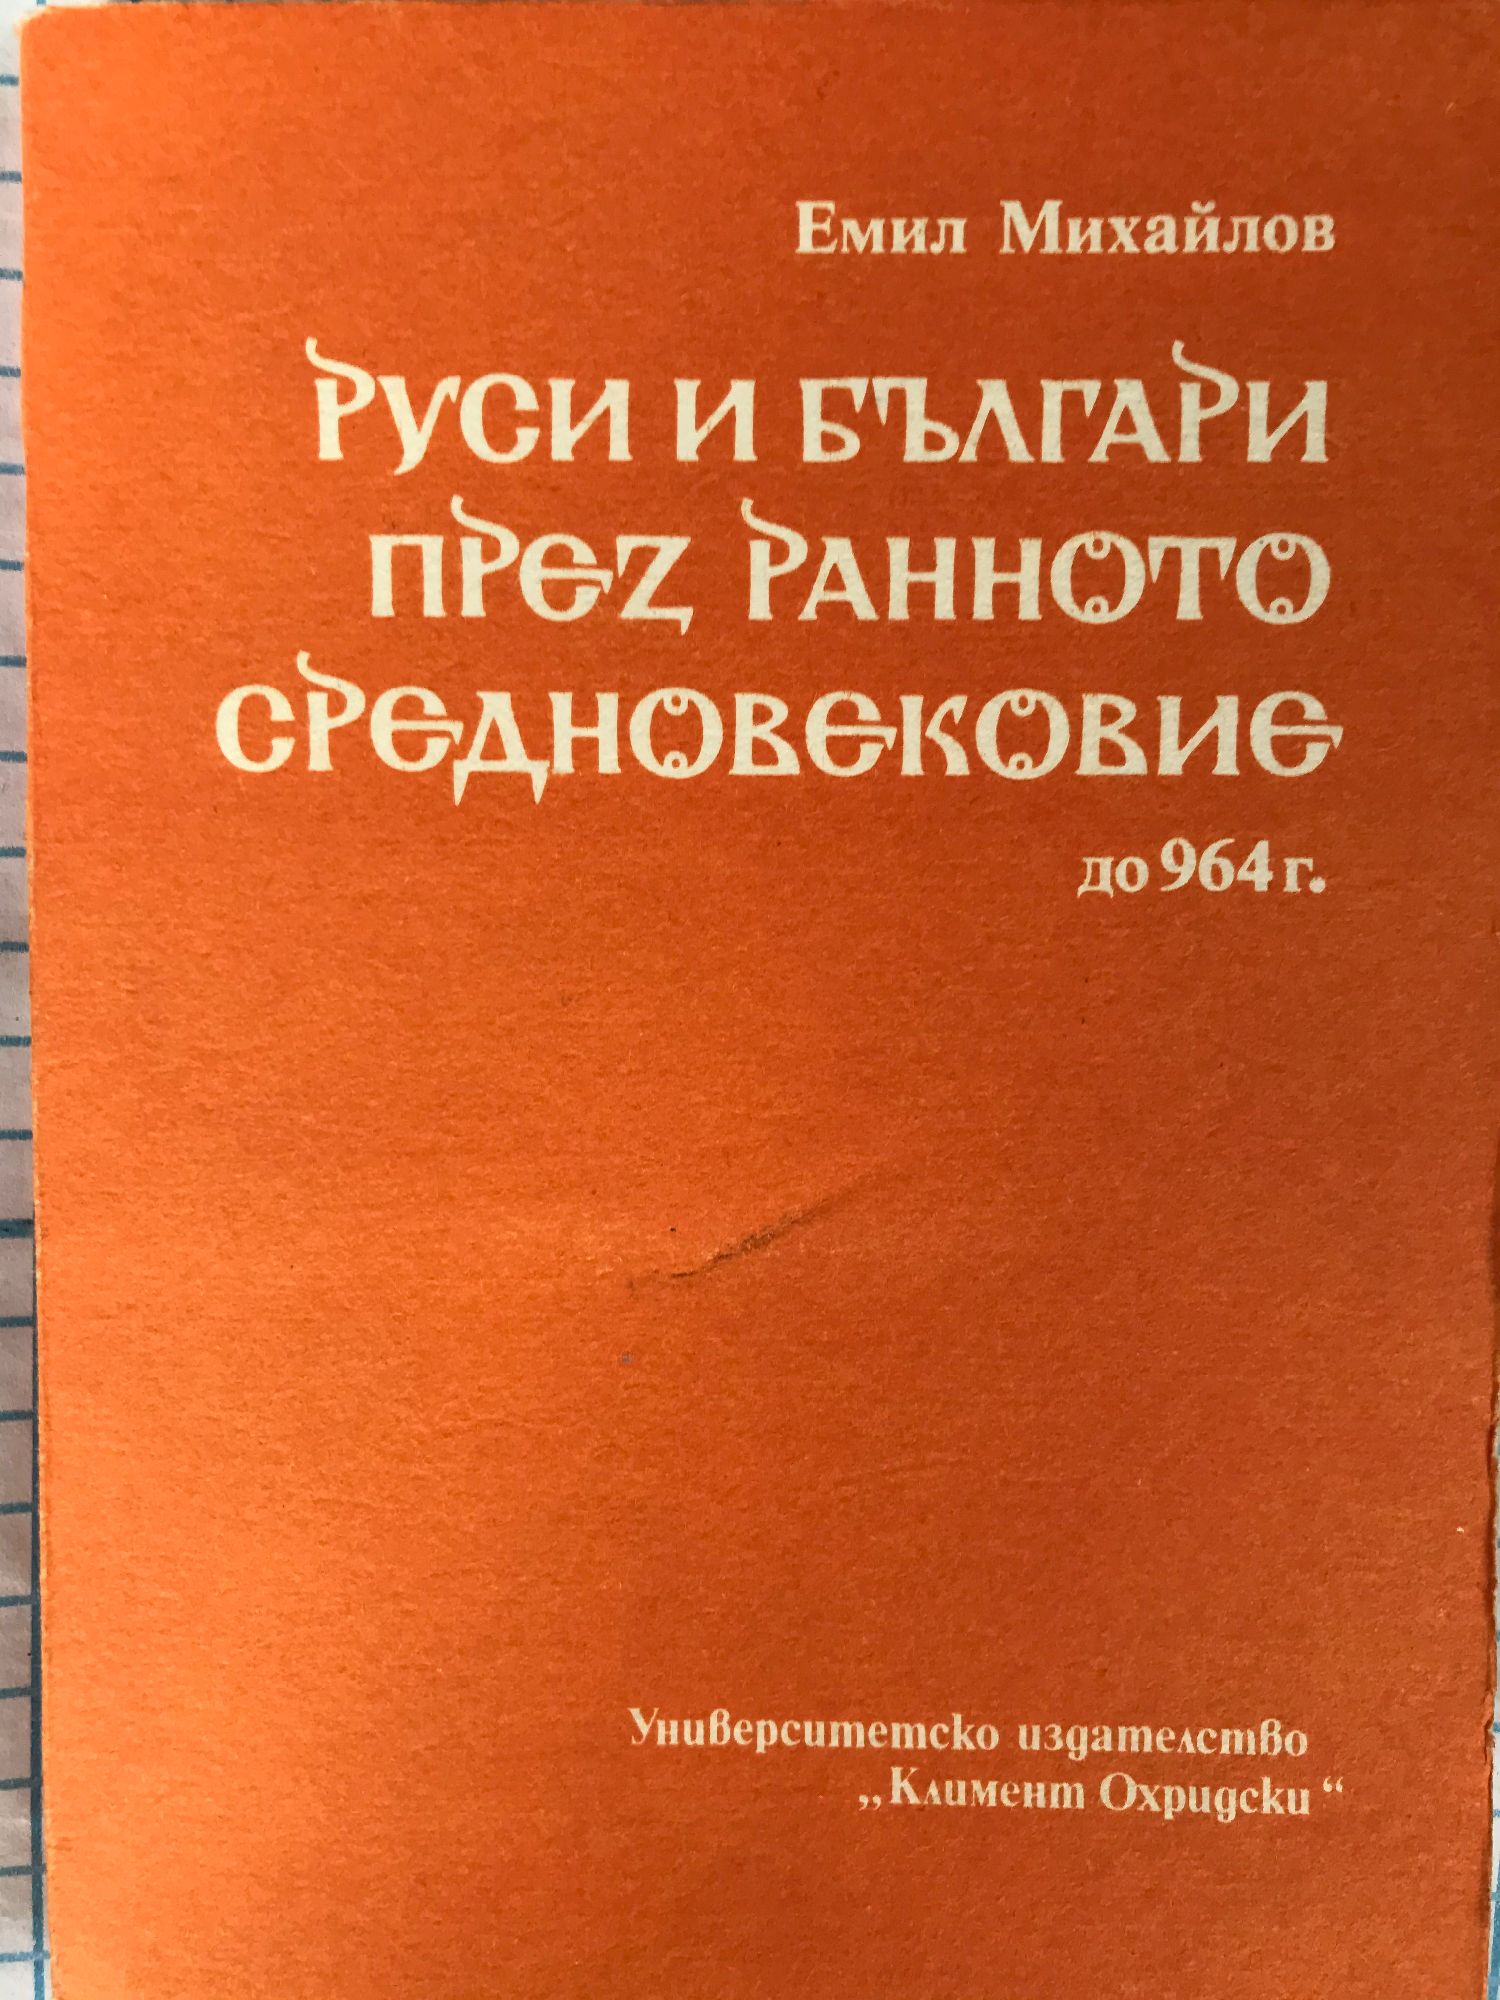 Емил Михайлов
РУСИ И БЪЛГАРИ
ПРЕЗ РАННОТО
СРЕДНОВЕКОВИЕ
до 964 г.
Университетско издателство
„Климент Охридски“